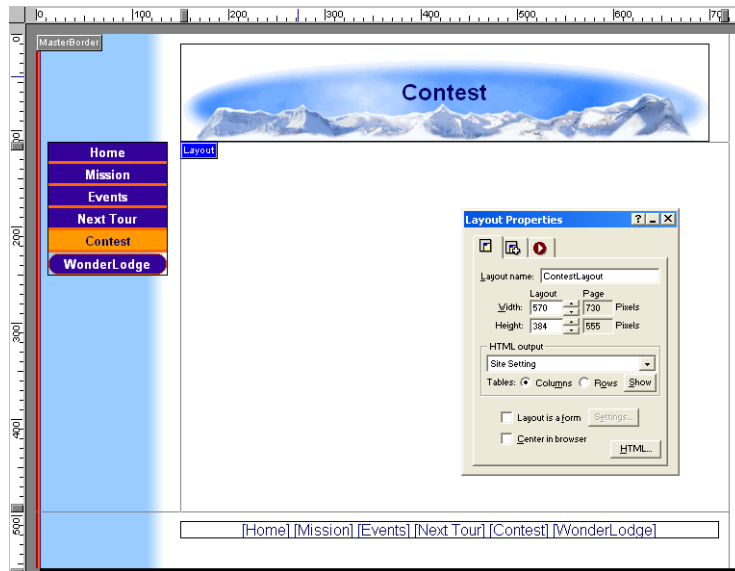 0 100 200 300 400 500 600 70
MasterBorder
0
Contest
Layout
Home
Mission
Events
Next Tour
Contest
WonderLodge
200
300
400
500
Layout Properties
Layout name: ContestLayout
Layout Page
Width: 570 730 Pixels
Height: 384 555 Pixels
HTML output
Site Setting
Tables: Columns Rows Show
Layout is a form Settings...
Center in browser
HTML...
[Home] [Mission] [Events] [Next Tour] [Contest] [WonderLodge]